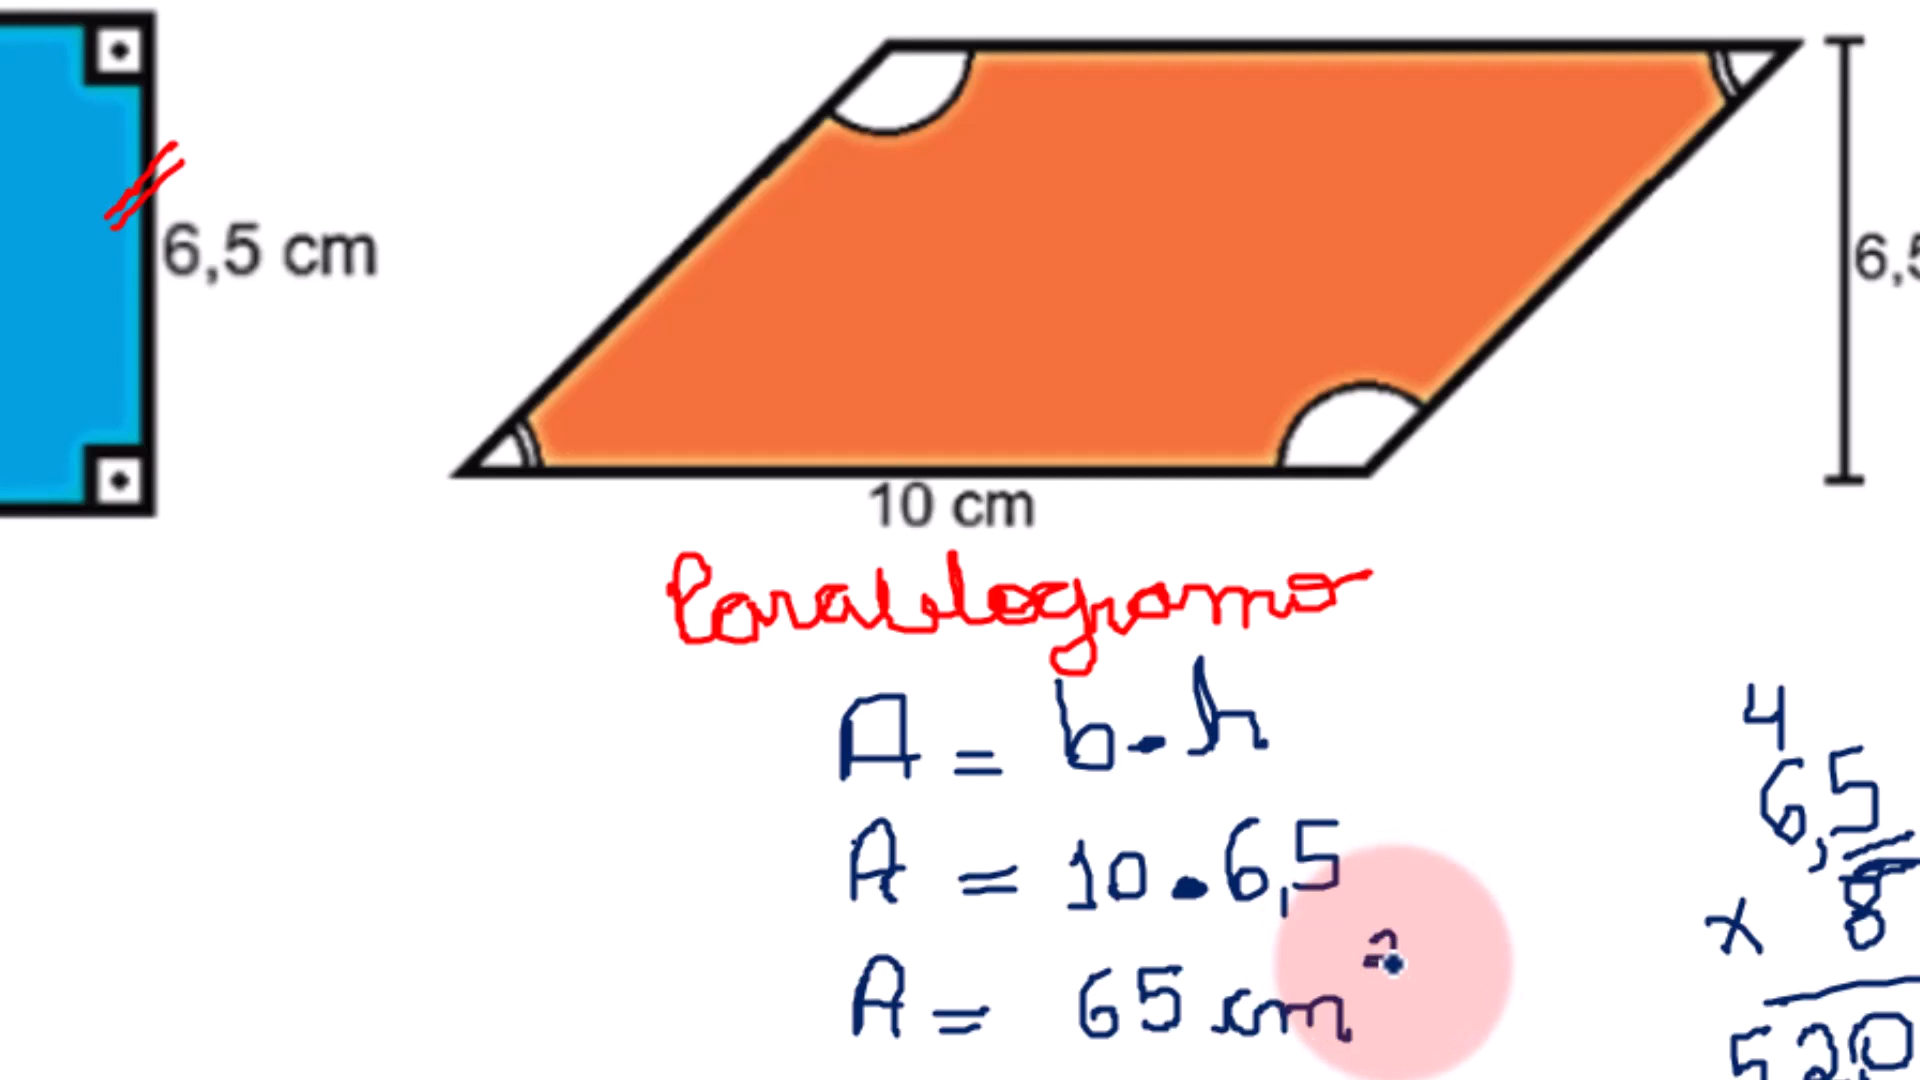 6,5 cm
6,5
10 cm
Paralelogramo
A = b·h
A = 10·6,5
A = 65 cm²
4
6,5
x 8
520